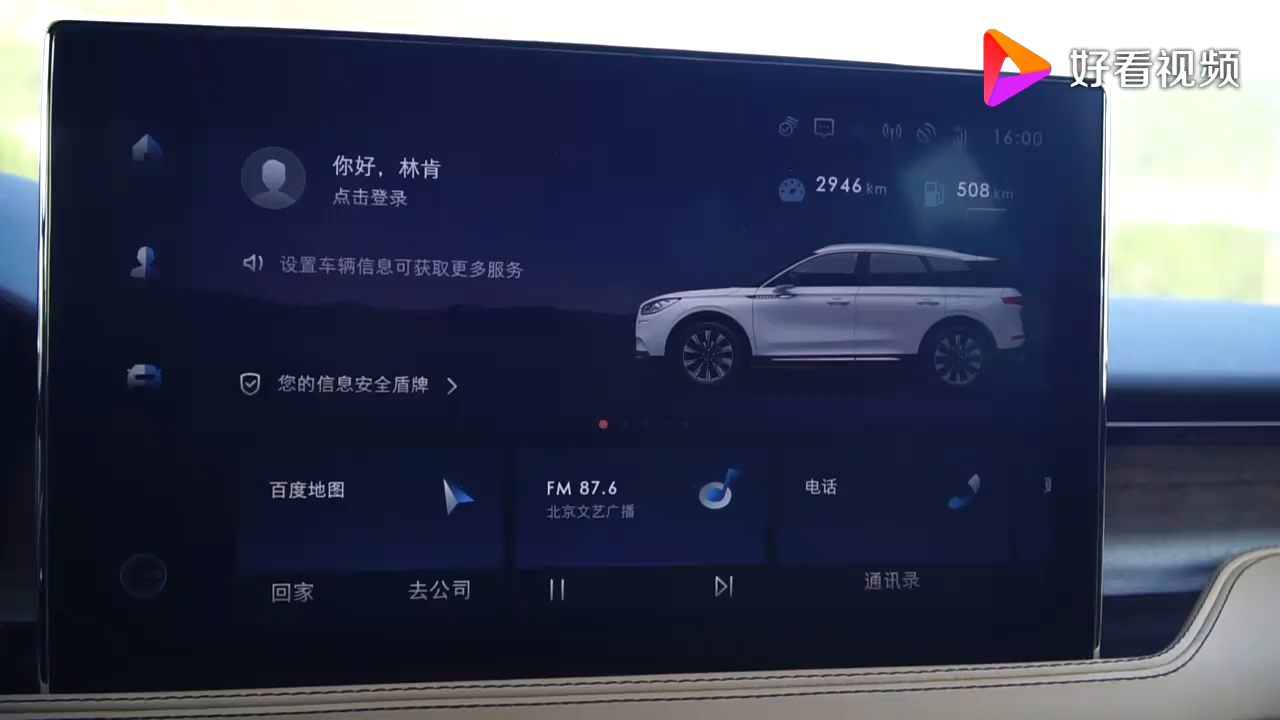 好看视频
16:00
你好，林肯
点击登录
2946 km
508 km
设置车辆信息可获取更多服务
您的信息安全盾牌
百度地图
FM 87.6
北京文艺广播
电话
回家
去公司
通讯录